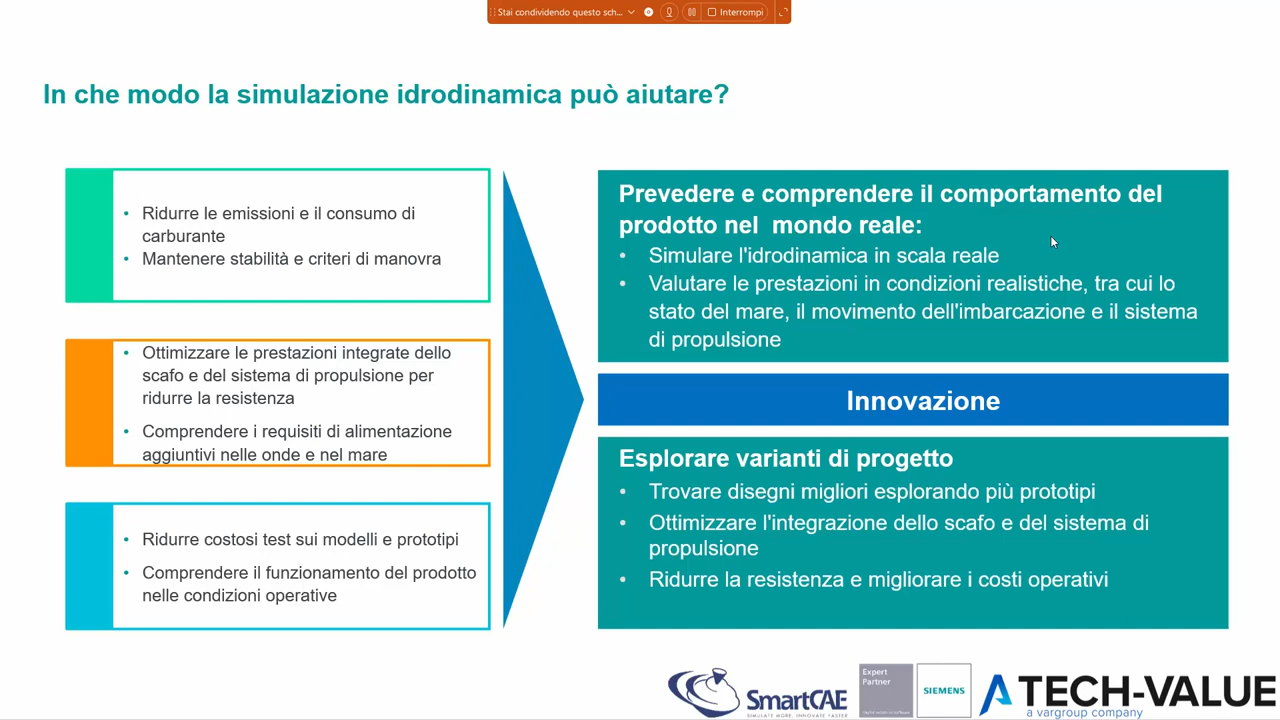 Stai condividendo questo sch...
Interrompi
In che modo la simulazione idrodinamica può aiutare?
• Ridurre le emissioni e il consumo di
carburante
• Mantenere stabilità e criteri di manovra
• Ottimizzare le prestazioni integrate dello
scafo e del sistema di propulsione per
ridurre la resistenza
• Comprendere i requisiti di alimentazione
aggiuntivi nelle onde e nel mare
• Ridurre costosi test sui modelli e prototipi
• Comprendere il funzionamento del prodotto
nelle condizioni operative
Prevedere e comprendere il comportamento del
prodotto nel mondo reale:
• Simulare l'idrodinamica in scala reale
• Valutare le prestazioni in condizioni realistiche, tra cui lo
stato del mare, il movimento dell'imbarcazione e il sistema
di propulsione
Innovazione
Esplorare varianti di progetto
• Trovare disegni migliori esplorando più prototipi
• Ottimizzare l'integrazione dello scafo e del sistema di
propulsione
• Ridurre la resistenza e migliorare i costi operativi
SmartCAE
SIMULATE MORE, INNOVATE FASTER
Expert
Partner
SIEMENS
TECH-VALUE
a vargroup company